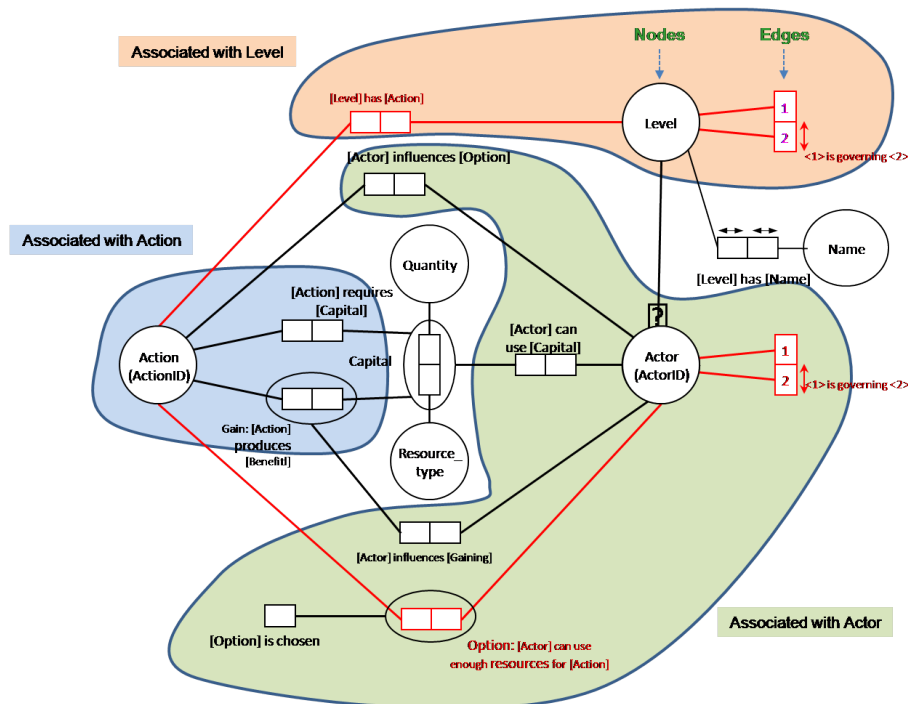 Nodes
Edges
Associated with Level
[Level] has [Action]
Level
1
2
<1> is governing <2>
[Actor] influences [Option]
Associated with Action
Quantity
Name
[Level] has [Name]
[Action] requires
[Capital]
[Actor] can
use [Capital]
?
Action
(ActionID)
Capital
Actor
(ActorID)
1
2
<1> is governing <2>
Gain: [Action]
produces
[Benefitl]
Resource_
type
[Actor] influences [Gaining]
[Option] is chosen
Option: [Actor] can use
enough resources for [Action]
Associated with Actor